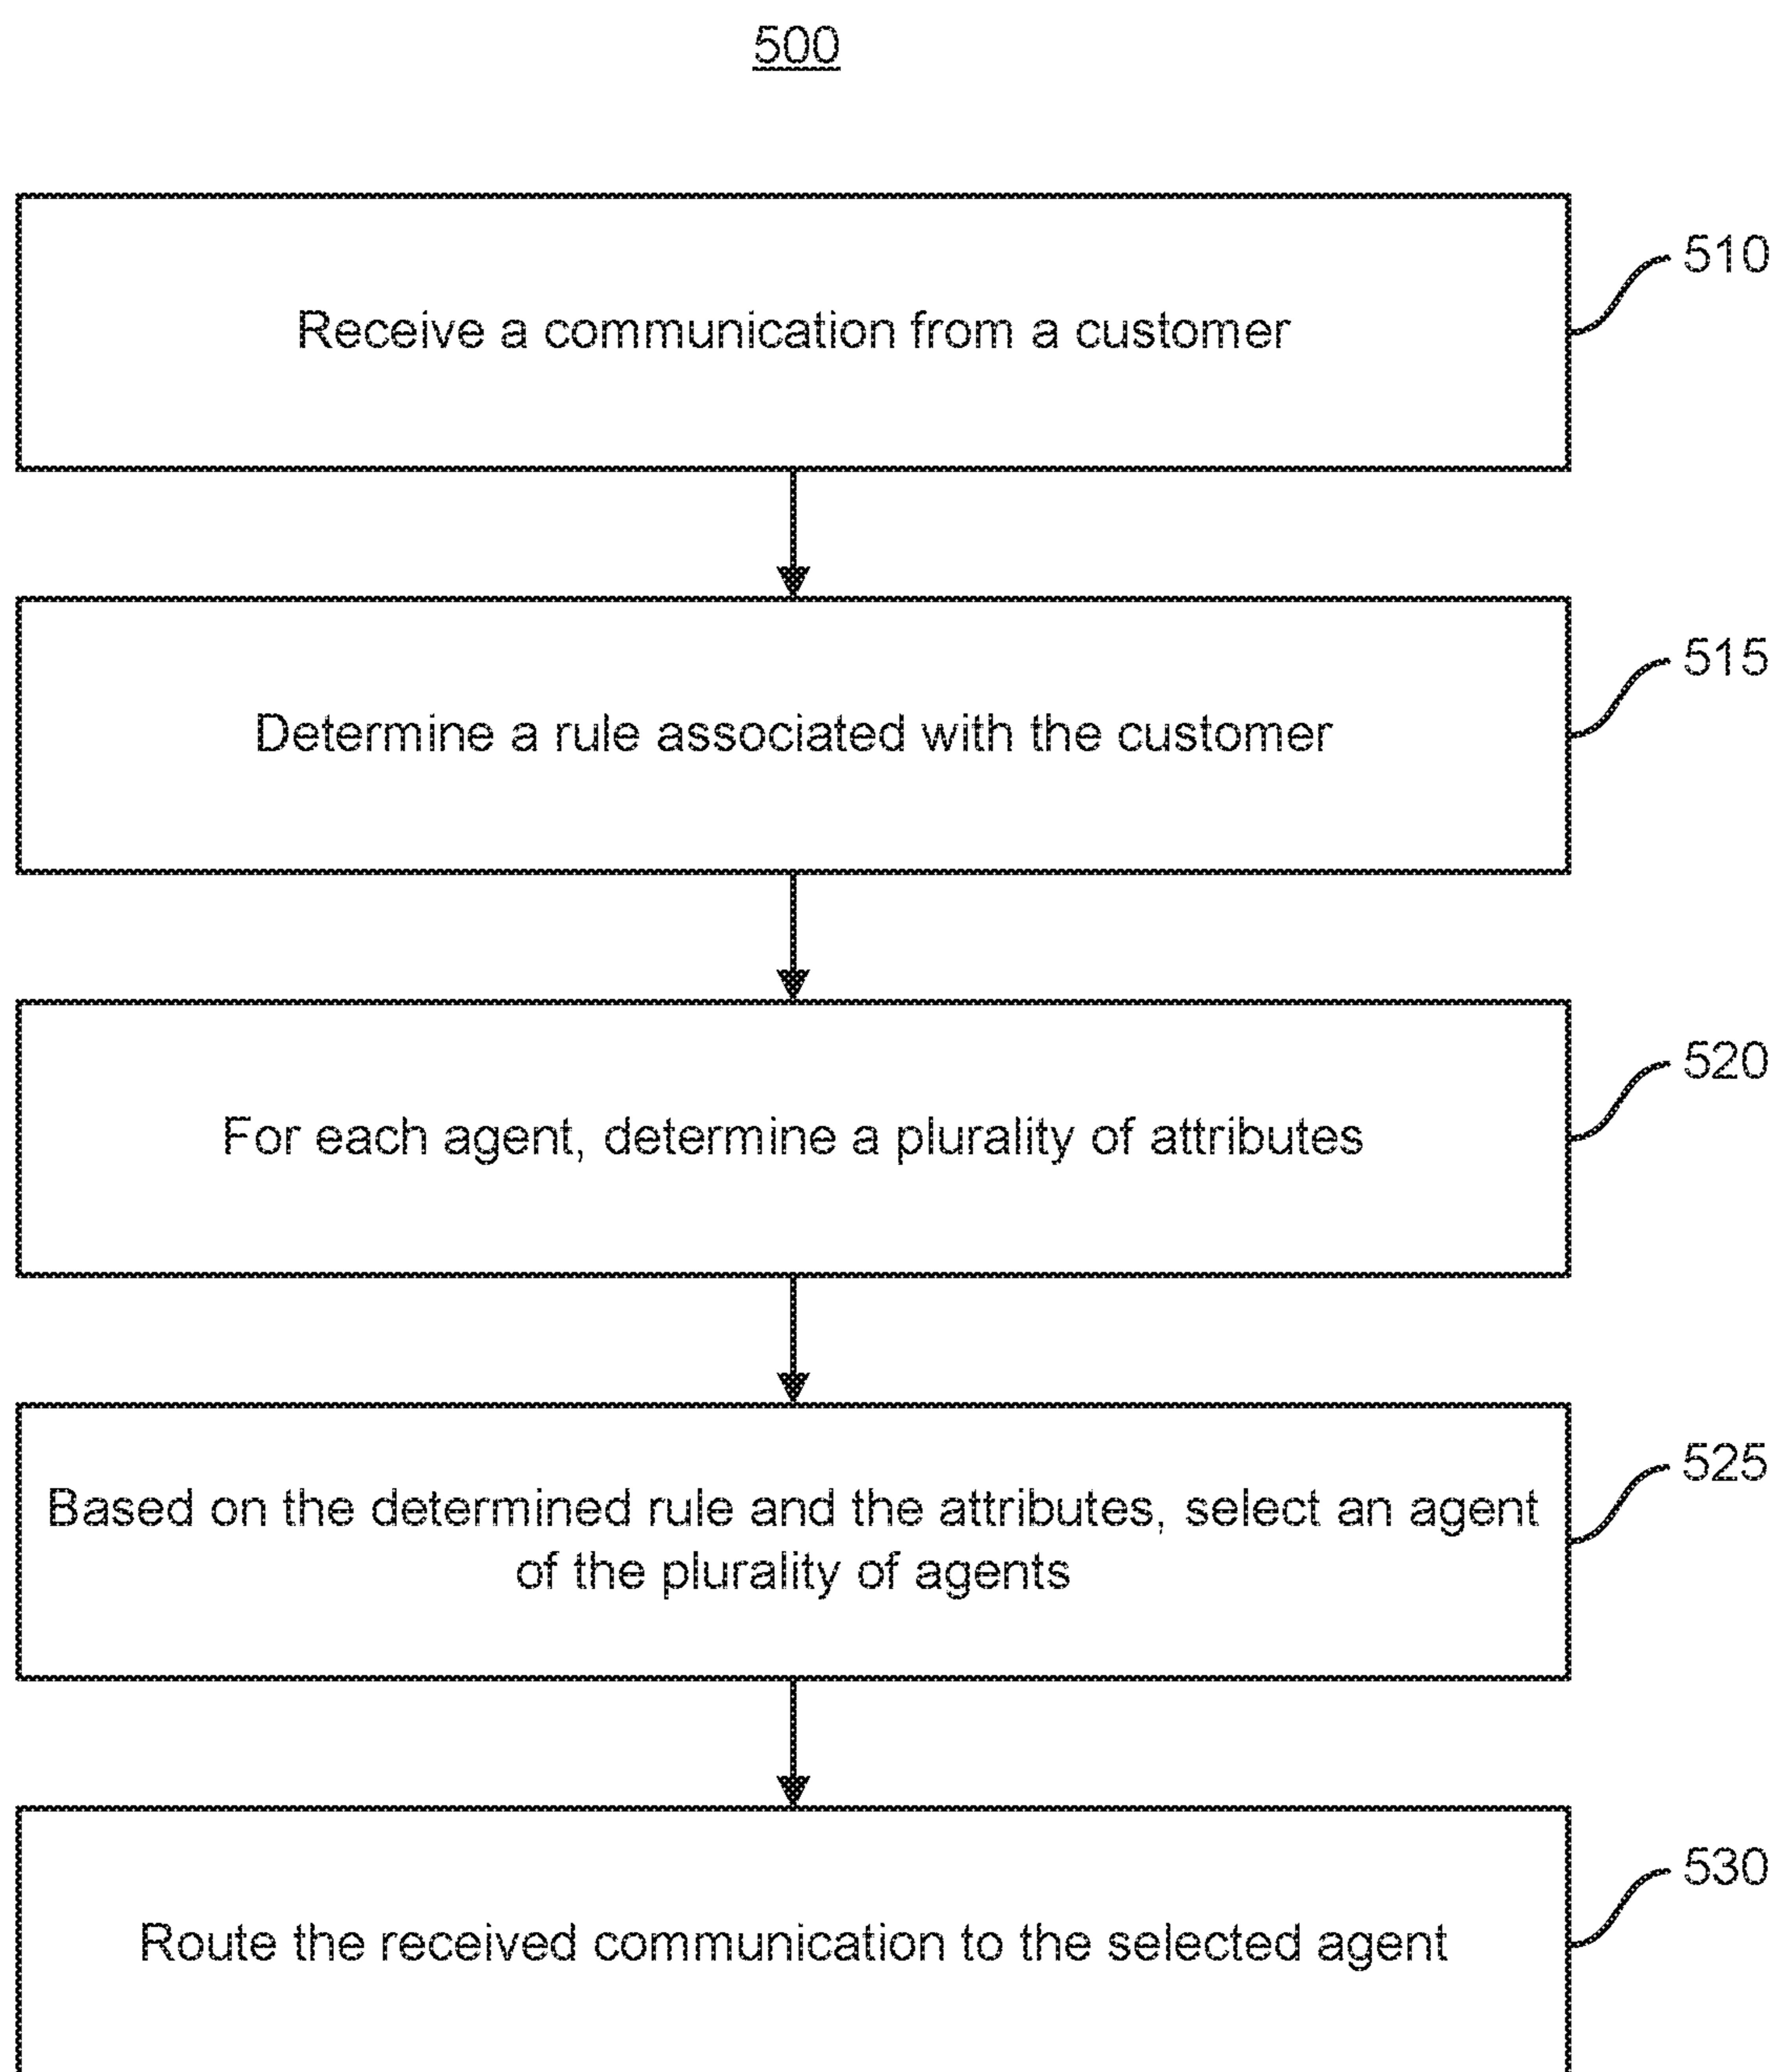 500
Receive a communication from a customer
510
Determine a rule associated with the customer
515
For each agent, determine a plurality of attributes
520
Based on the determined rule and the attributes, select an agent
of the plurality of agents
525
Route the received communication to the selected agent
530